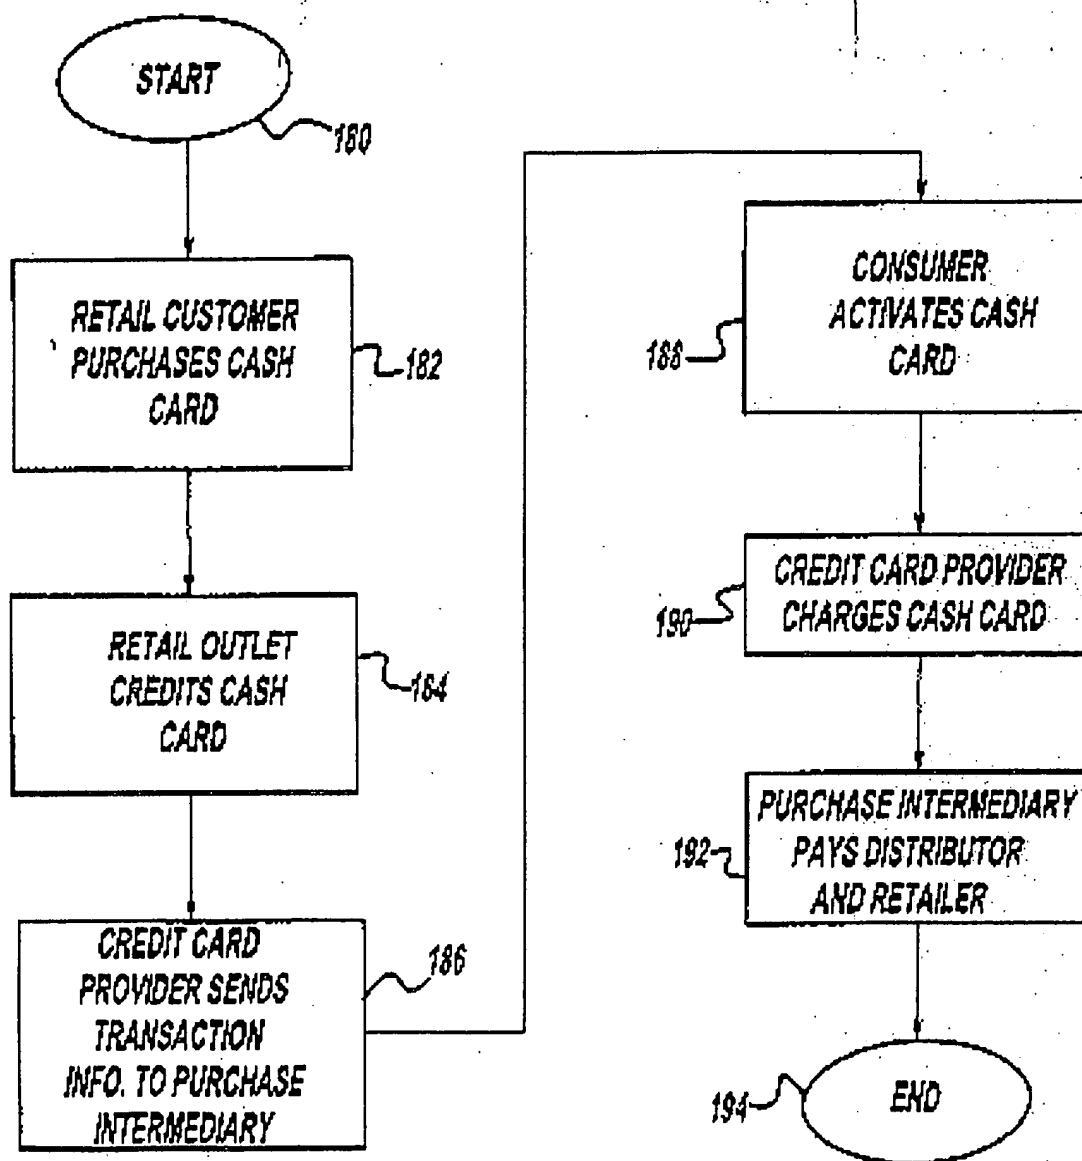 START
180
RETAIL CUSTOMER
PURCHASES CASH
CARD
182
RETAIL OUTLET
CREDITS CASH
CARD
184
CREDIT CARD
PROVIDER SENDS
TRANSACTION
INFO. TO PURCHASE
INTERMEDIARY
186
CONSUMER
ACTIVATES CASH
CARD
188
CREDIT CARD PROVIDER
CHARGES CASH CARD
190
PURCHASE INTERMEDIARY
PAYS DISTRIBUTOR
AND RETAILER
192
END
194